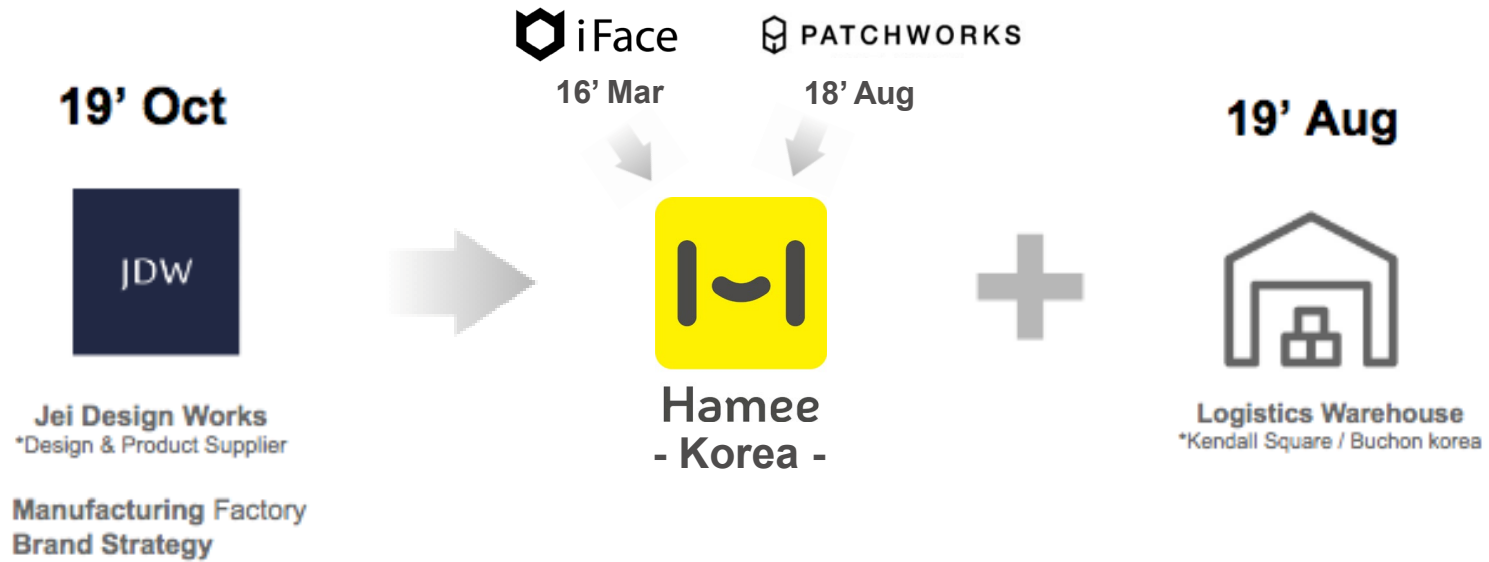 iFace
PATCHWORKS
16’ Mar
18’ Aug
19’ Oct
19’ Aug
JDW
Jei Design Works
*Design & Product Supplier
Manufacturing Factory
Brand Strategy
Hamee
- Korea -
Logistics Warehouse
*Kendall Square / Buchon korea